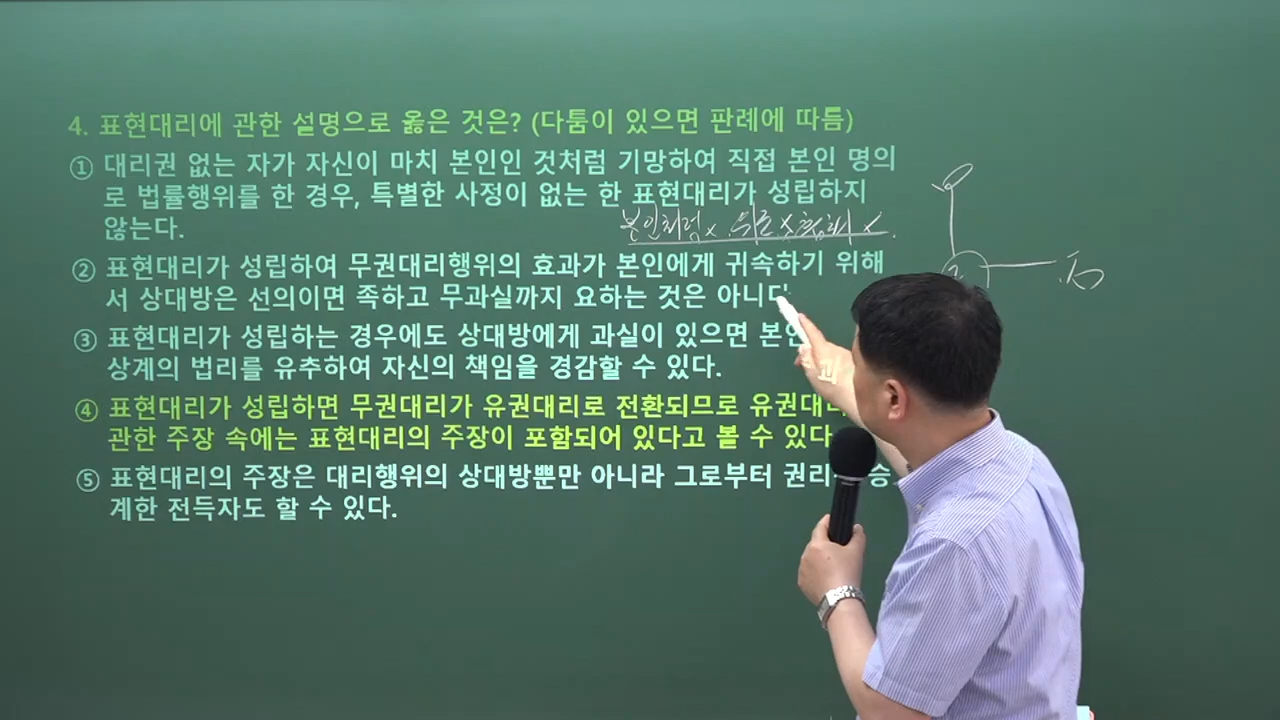 4. 표현대리에 관한 설명으로 옳은 것은? (다툼이 있으면 판례에 따름)
① 대리권 없는 자가 자신이 마치 본인인 것처럼 기망하여 직접 본인 명의
로 법률행위를 한 경우, 특별한 사정이 없는 한 표현대리가 성립하지
않는다.
본인처럼 x
② 표현대리가 성립하여 무권대리행위의 효과가 본인에게 귀속하기 위해
서 상대방은 선의이면 족하고 무과실까지 요하는 것은 아니다.
③ 표현대리가 성립하는 경우에도 상대방에게 과실이 있으면
상계의 법리를 유추하여 자신의 책임을 경감할 수 있다.
④ 표현대리가 성립하면 무권대리가 유권대리로 전환되므로
관한 주장 속에는 표현대리의 주장이 포함되어 있다고 볼 수 있다
⑤ 표현대리의 주장은 대리행위의 상대방뿐만 아니라 그로부터
계한 전득자도 할 수 있다.